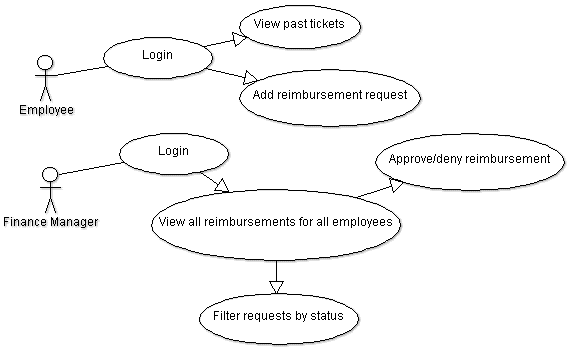 View past tickets
Login
Add reimbursement request
Employee
Login
Approve/deny reimbursement
Finance Manager
View all reimbursements for all employees
Filter requests by status